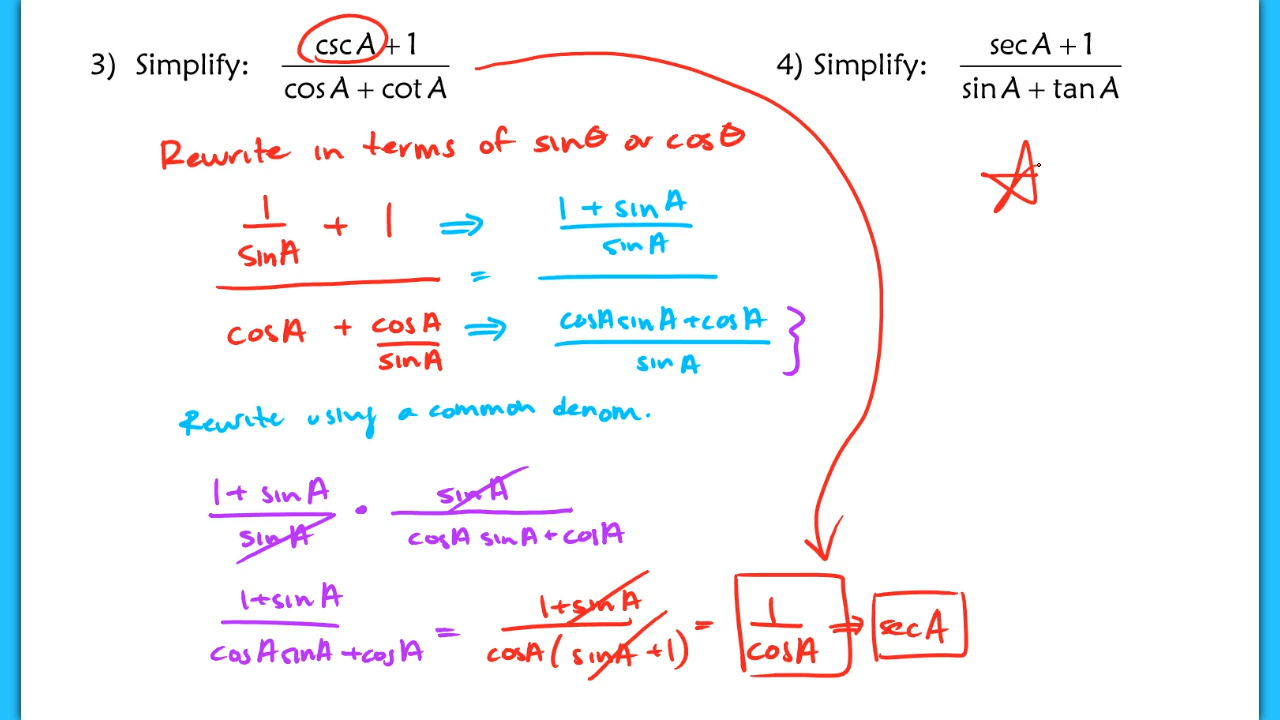 3) Simplify: (csc A + 1)/(cos A + cot A)
4) Simplify: (sec A + 1)/(sin A + tan A)
Rewrite in terms of sinθ or cosθ
1/sinA + 1 ⇒ (1 + sinA)/sinA
=
cosA + cosA/sinA ⇒ (cosAsinA + cosA)/sinA }
Rewrite using a common denom.
(1 + sinA)/sinA • sinA/(cosA sinA + cosA)
(1+sinA)/(cosAsinA + cosA) = (1+sinA)/(cosA(sinA + 1)) = 1/cosA ⇒ secA